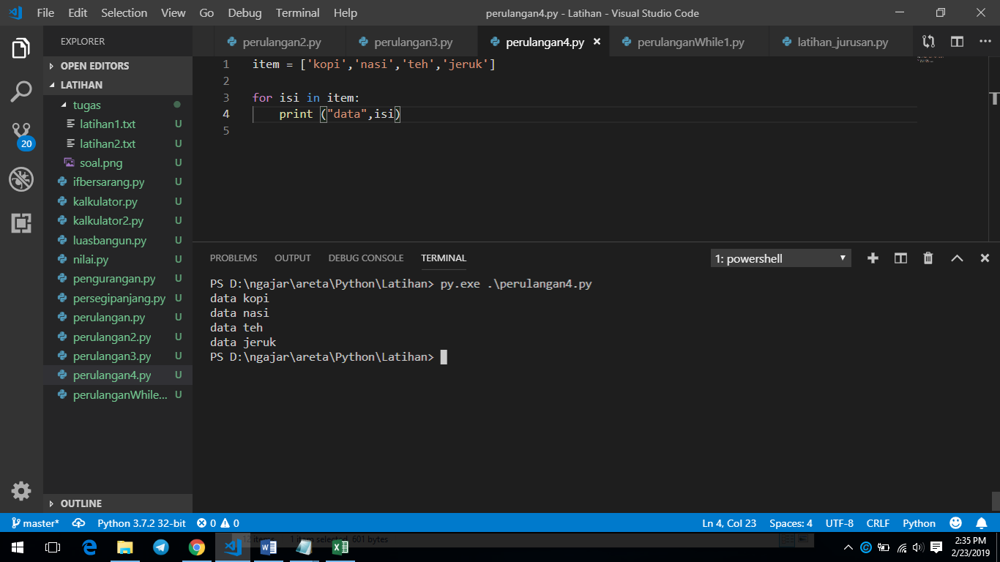 File Edit Selection View Go Debug Terminal Help
perulangan4.py - Latihan - Visual Studio Code
EXPLORER
OPEN EDITORS
LATIHAN
tugas
latihan1.txt U
latihan2.txt U
soal.png U
ifbersarang.py U
kalkulator.py U
kalkulator2.py U
luasbangun.py U
nilai.py U
pengurangan.py U
persegipanjang.py U
perulangan.py U
perulangan2.py U
perulangan3.py U
perulangan4.py U
perulanganWhile... U
OUTLINE
20
perulangan2.py perulangan3.py perulangan4.py perulanganWhile1.py latihan_jurusan.py
1 item = ['kopi','nasi','teh','jeruk']
2
3 for isi in item:
4 print ("data",isi)
5
PROBLEMS OUTPUT DEBUG CONSOLE TERMINAL 1: powershell
PS D:\ngajar\areta\Python\Latihan> py.exe .\perulangan4.py
data kopi
data nasi
data teh
data jeruk
PS D:\ngajar\areta\Python\Latihan>
master* Python 3.7.2 32-bit 0 0 Ln 4, Col 23 Spaces: 4 UTF-8 CRLF Python
12 items 1 item selected 601 bytes
2:35 PM
2/23/2019